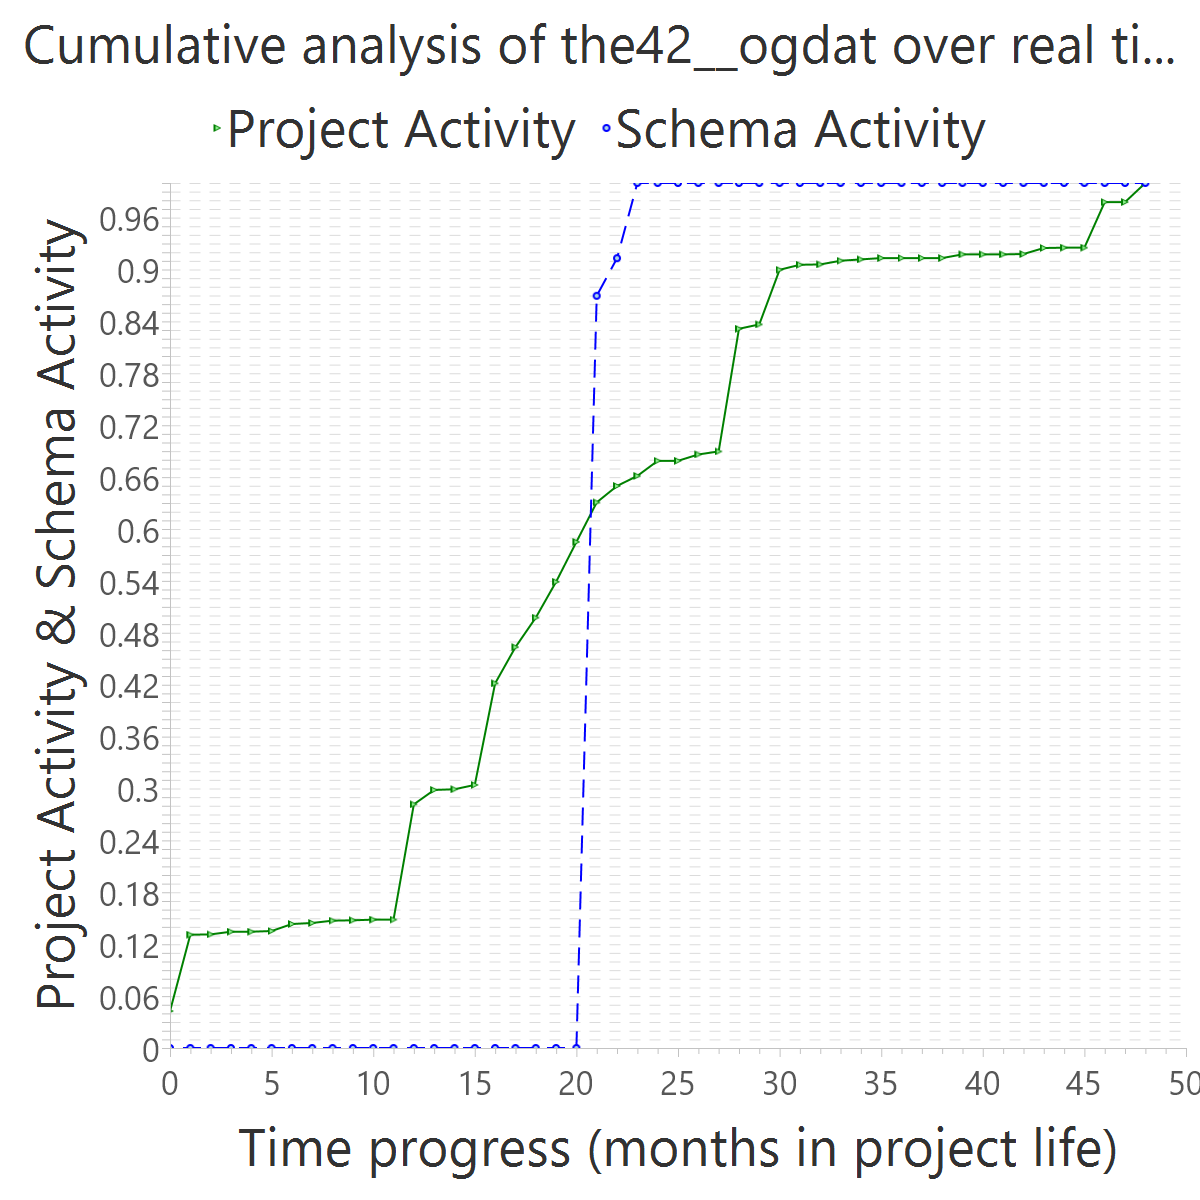 Cumulative analysis of the42__ogdat over real ti...
Project Activity
Schema Activity
Project Activity & Schema Activity
0.96
0.9
0.84
0.78
0.72
0.66
0.6
0.54
0.48
0.42
0.36
0.3
0.24
0.18
0.12
0.06
0
0 5 10 15 20 25 30 35 40 45 50
Time progress (months in project life)